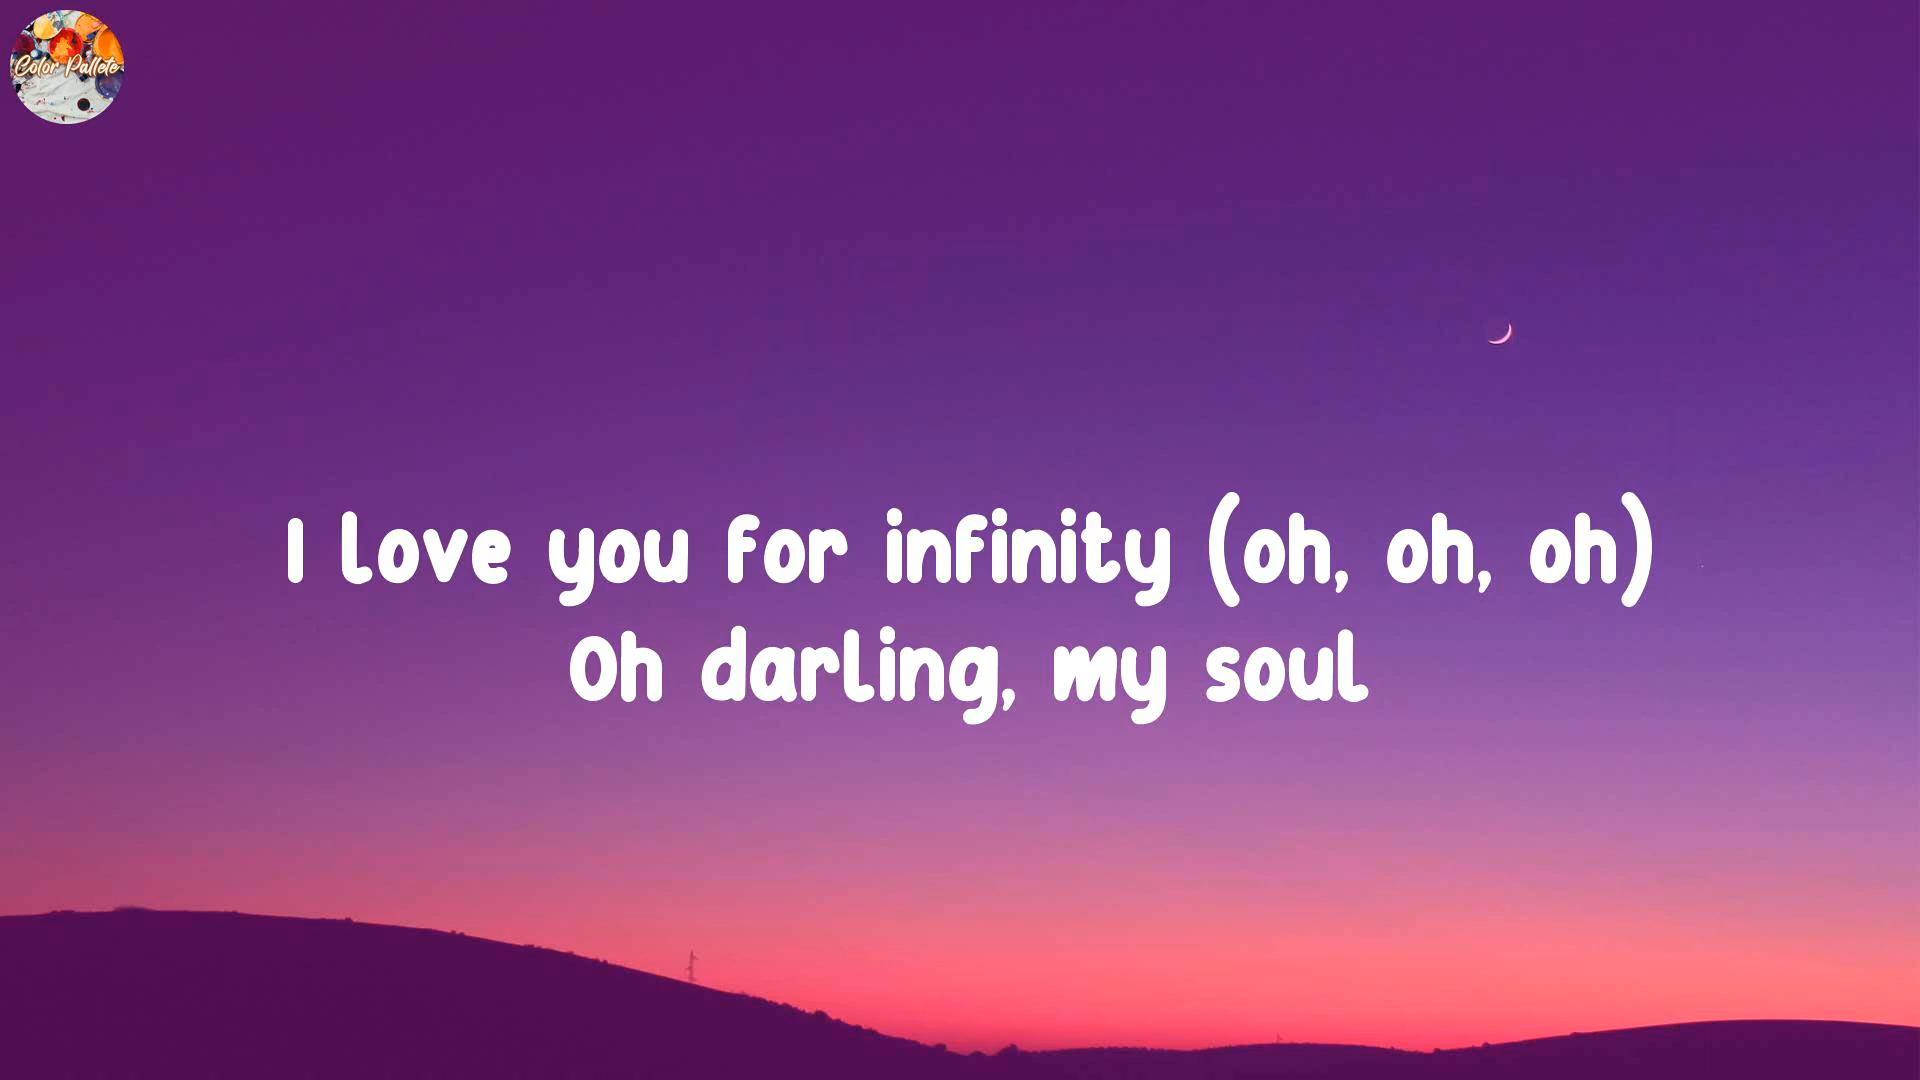 Color Pallete
I love you for infinity (oh, oh, oh)
Oh darling, my soul